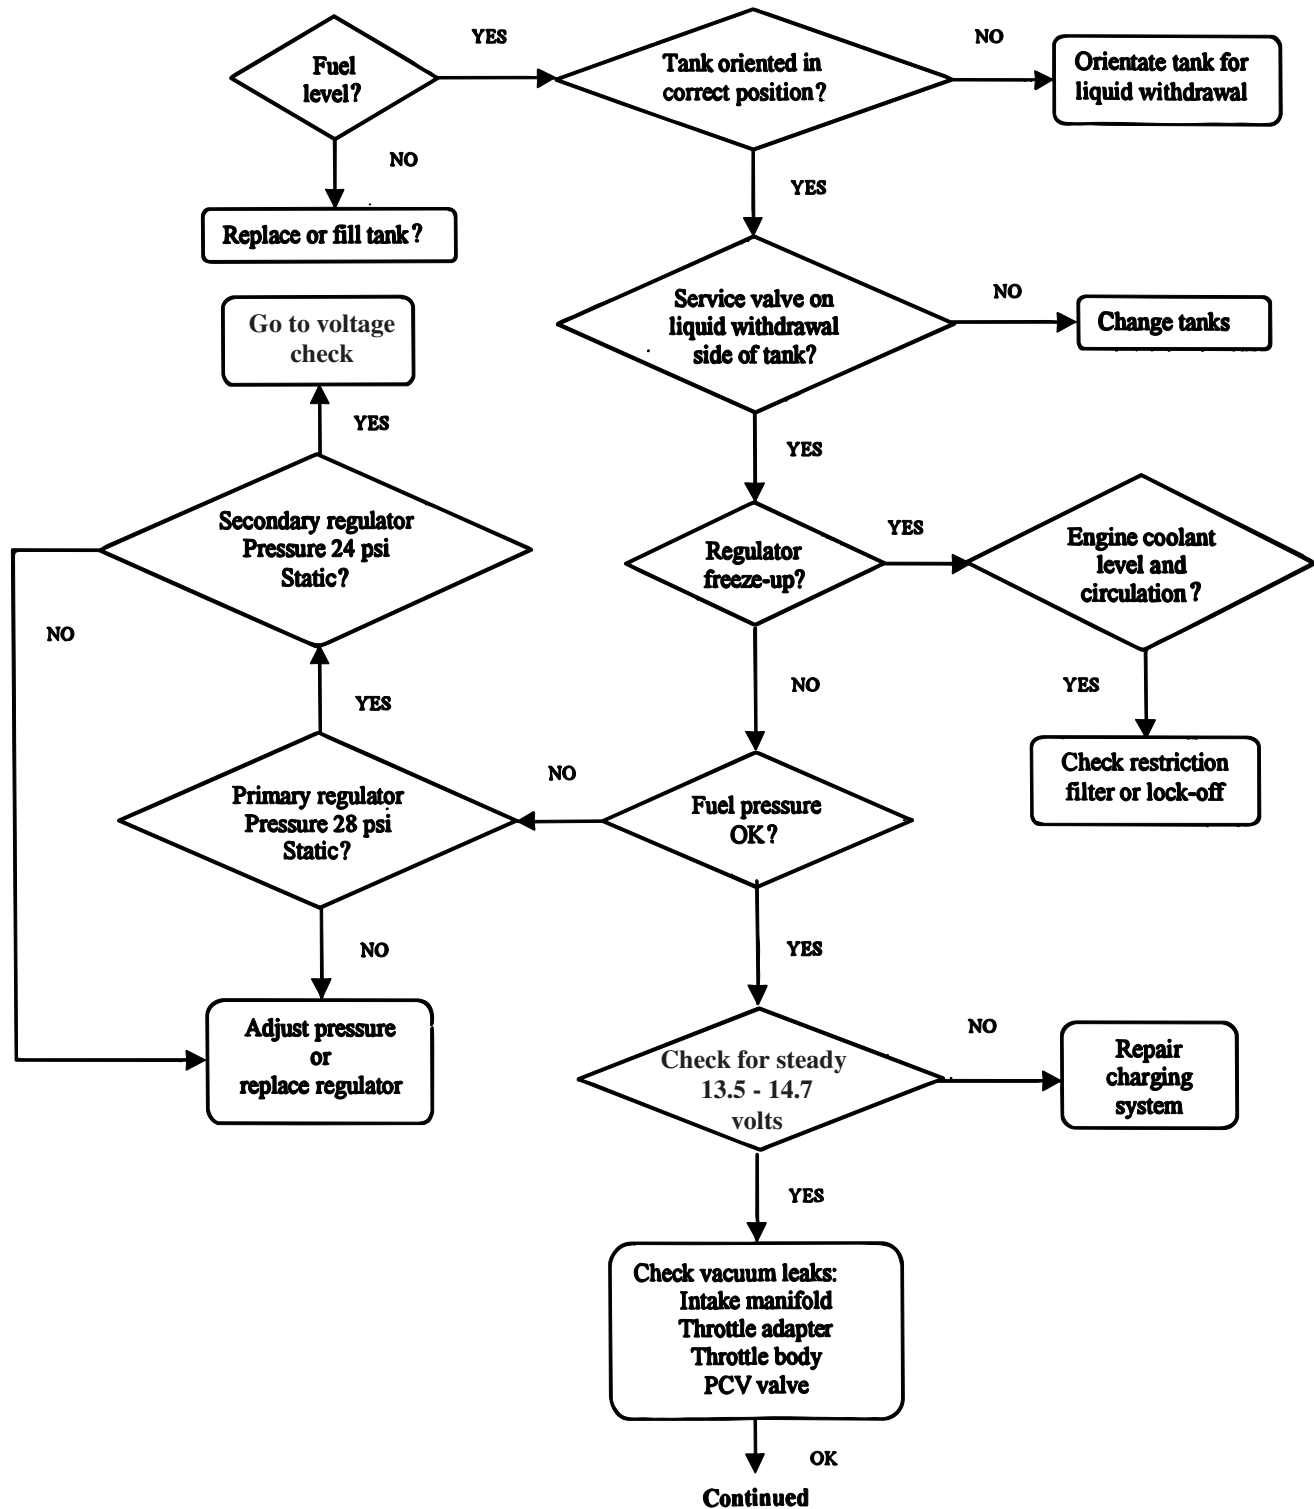 YES
NO
Fuel
level?
Tank oriented in
correct position?
Orientate tank for
liquid withdrawal
NO
YES
Replace or fill tank?
Service valve on
liquid withdrawal
side of tank?
NO
Change tanks
Go to voltage
check
YES
YES
Secondary regulator
Pressure 24 psi
Static?
Regulator
freeze-up?
YES
Engine coolant
level and
circulation?
NO
NO
YES
YES
Check restriction
filter or lock-off
Primary regulator
Pressure 28 psi
Static?
NO
Fuel pressure
OK?
NO
YES
Adjust pressure
or
replace regulator
Check for steady
13.5 - 14.7
volts
NO
Repair
charging
system
YES
Check vacuum leaks:
Intake manifold
Throttle adapter
Throttle body
PCV valve
OK
Continued